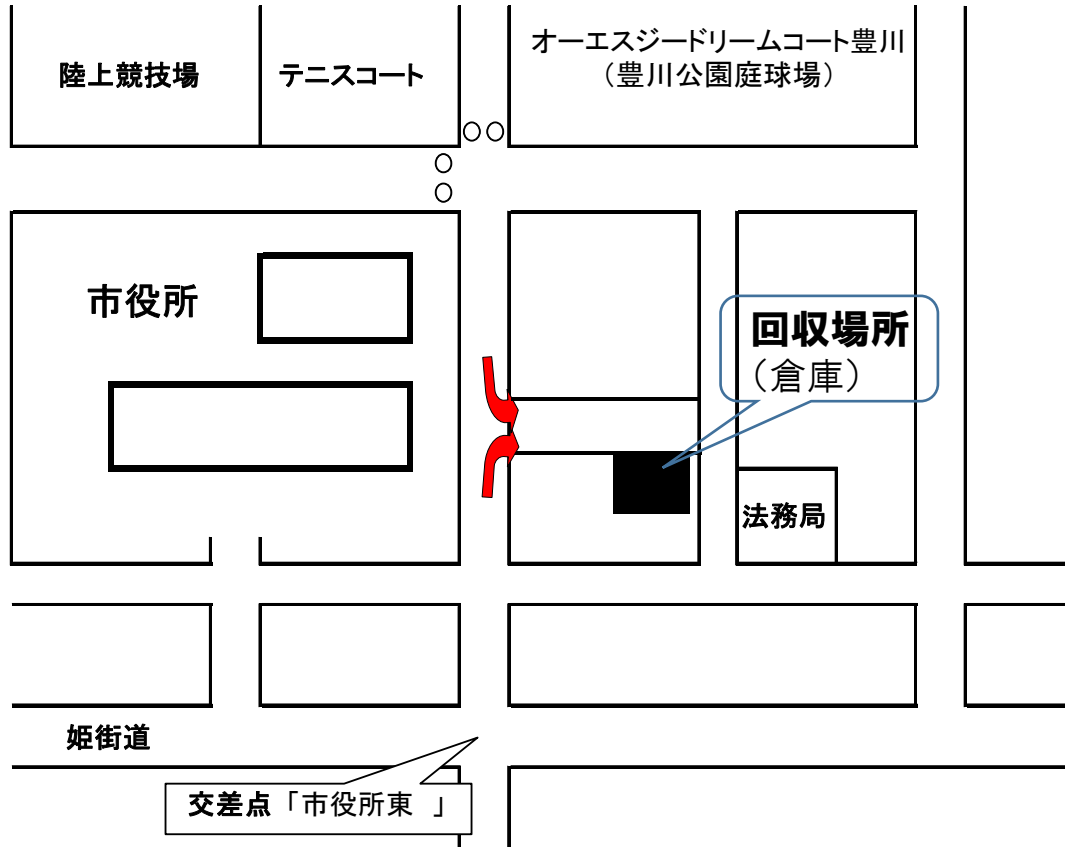 オーエスジードリームコート豊川
（豊川公園庭球場）
陸上競技場
テニスコート
市役所
回収場所
（倉庫）
法務局
姫街道
交差点「市役所東　」